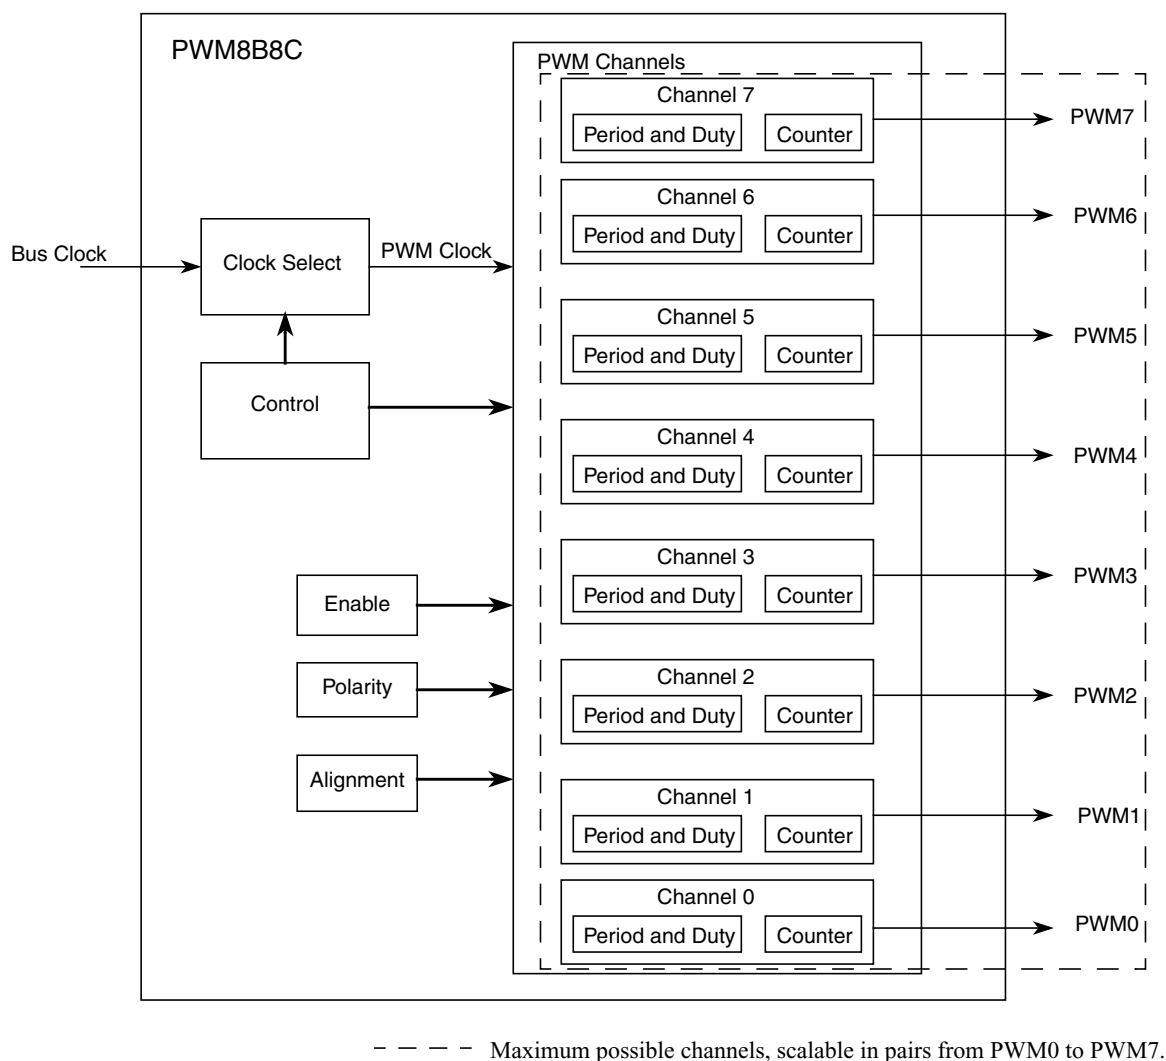 PWM8B8C
PWM Channels
Channel 7
Period and Duty
Counter
PWM7
Channel 6
Period and Duty
Counter
PWM6
Bus Clock
Clock Select
PWM Clock
Channel 5
Period and Duty
Counter
PWM5
Control
Channel 4
Period and Duty
Counter
PWM4
Channel 3
Period and Duty
Counter
PWM3
Enable
Polarity
Channel 2
Period and Duty
Counter
PWM2
Alignment
Channel 1
Period and Duty
Counter
PWM1
Channel 0
Period and Duty
Counter
PWM0
Maximum possible channels, scalable in pairs from PWM0 to PWM7.